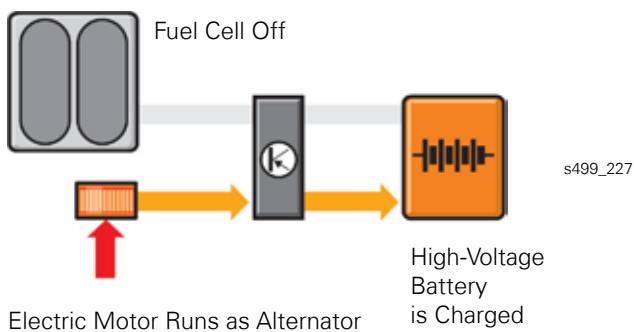 Fuel Cell Off
s499_227
High-Voltage
Battery
is Charged
Electric Motor Runs as Alternator